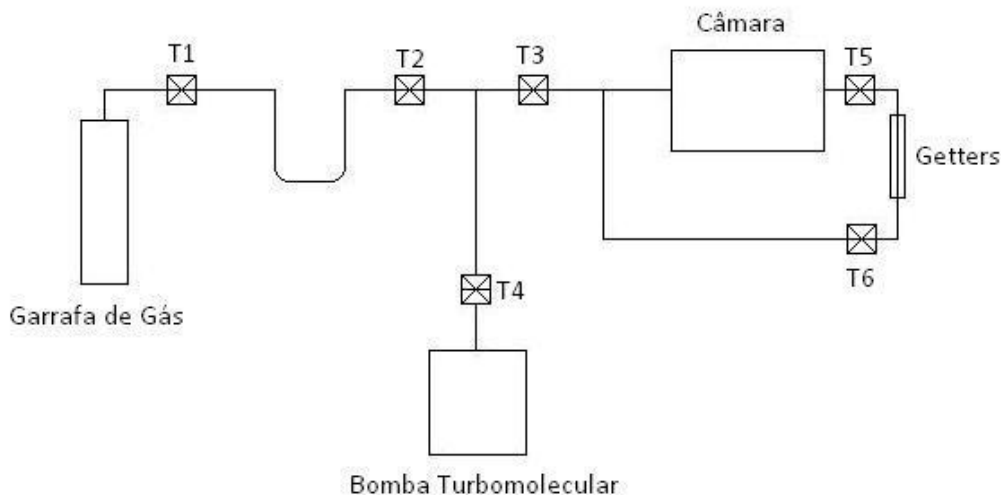 Câmara
T1
T2
T3
T5
Getters
T6
T4
Garrafa de Gás
Bomba Turbomolecular